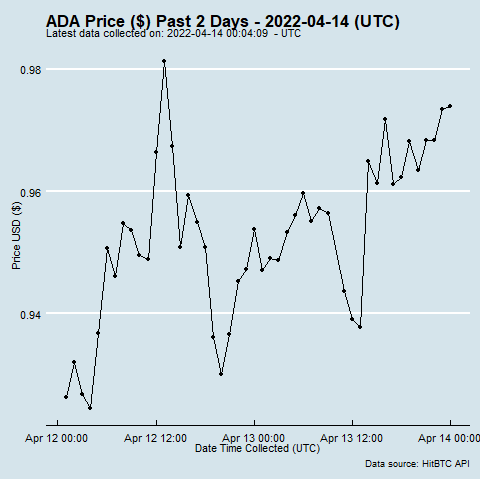 ADA Price ($) Past 2 Days - 2022-04-14 (UTC)
Latest data collected on: 2022-04-14 00:04:09  - UTC
0.98
0.96
0.94
Price USD ($)
Apr 12 00:00 Apr 12 12:00 Apr 13 00:00 Apr 13 12:00 Apr 14 00:00
Date Time Collected (UTC)
Data source: HitBTC API